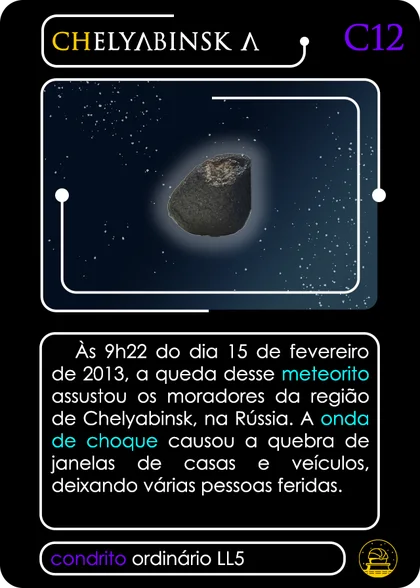 CHELYABINSK A
C12
Às 9h22 do dia 15 de fevereiro
de 2013, a queda desse meteorito
assustou os moradores da região
de Chelyabinsk, na Rússia. A onda
de choque causou a quebra de
janelas de casas e veículos,
deixando várias pessoas feridas.
condrito ordinário LL5